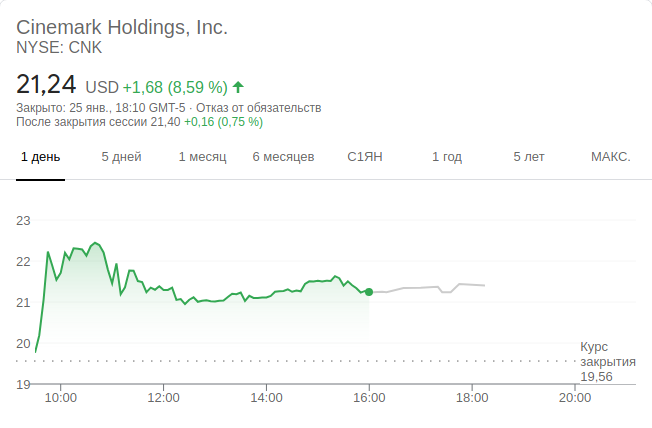 Cinemark Holdings, Inc.
NYSE: CNK
21,24 USD +1,68 (8,59 %)
Закрыто: 25 янв., 18:10 GMT-5 · Отказ от обязательств
После закрытия сессии 21,40 +0,16 (0,75 %)
1 день 5 дней 1 месяц 6 месяцев С1ЯН 1 год 5 лет МАКС.
23
22
21
20
Курс
закрытия
19,56
19
10:00 12:00 14:00 16:00 18:00 20:00